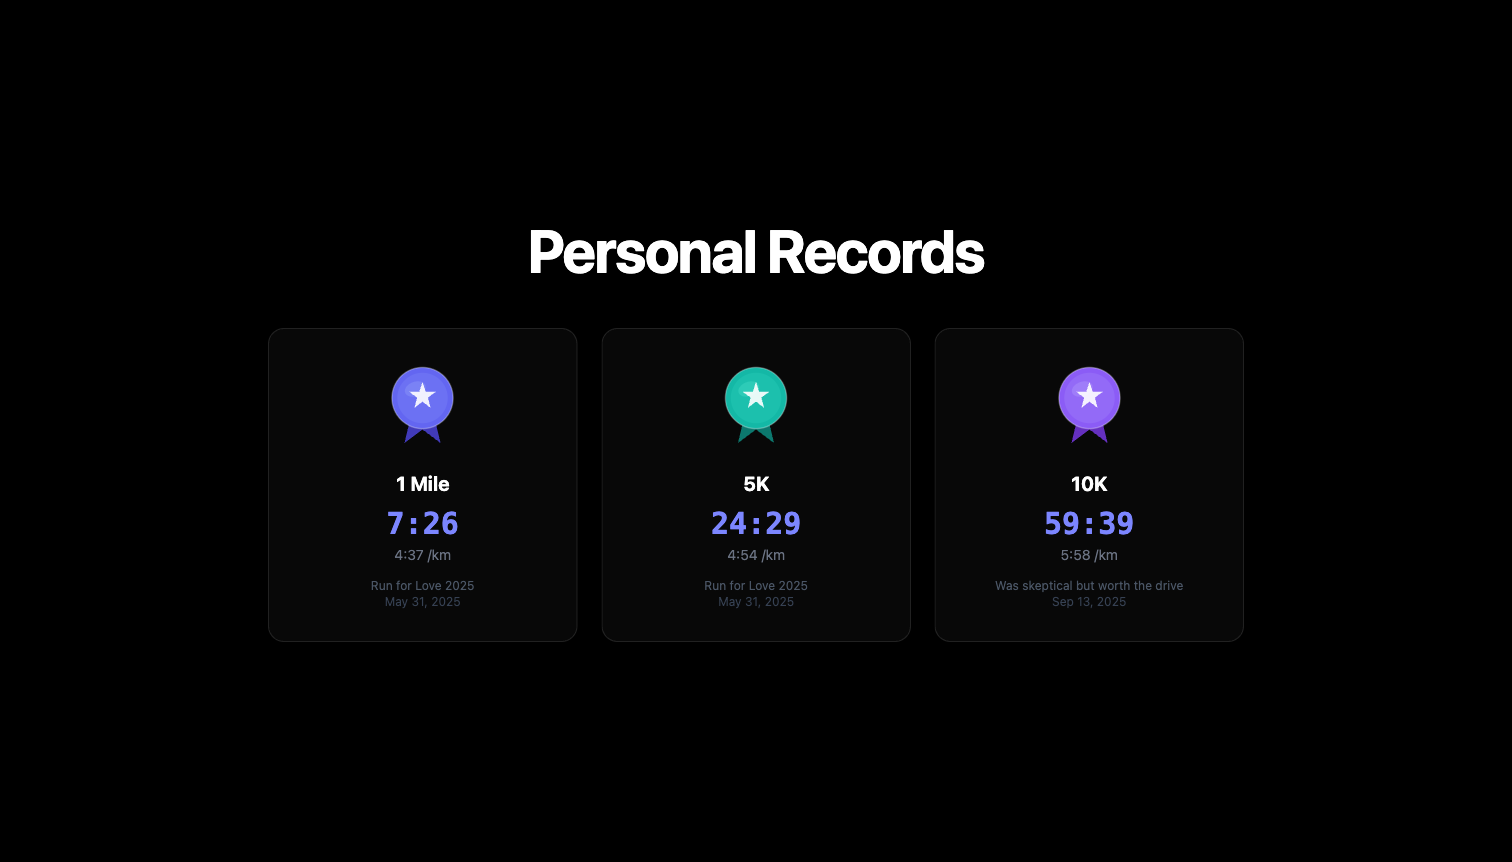 Personal Records
1 Mile
7:26
4:37 /km
Run for Love 2025
May 31, 2025
5K
24:29
4:54 /km
Run for Love 2025
May 31, 2025
10K
59:39
5:58 /km
Was skeptical but worth the drive
Sep 13, 2025